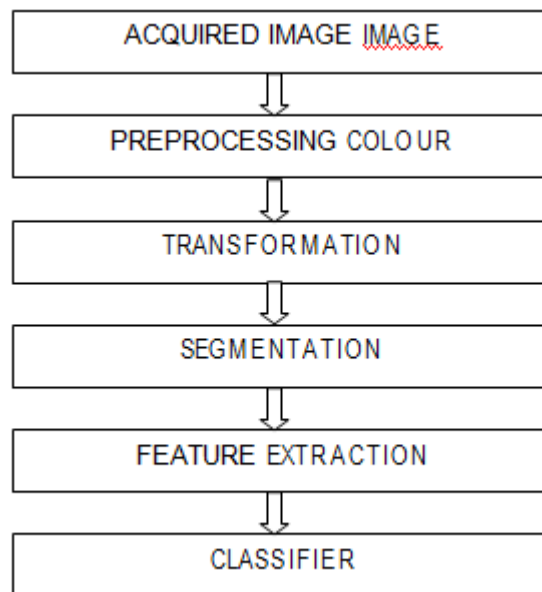 ACQUIRED IMAGE IMAGE
PREPROCESSING COLOUR
TRANSFORMATION
SEGMENTATION
FEATURE EXTRACTION
CLASSIFIER